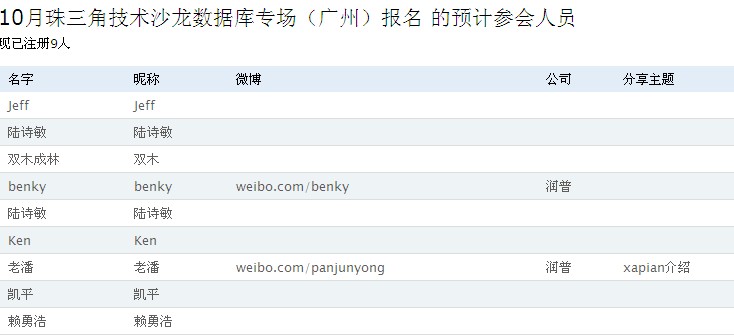 10月珠三角技术沙龙数据库专场（广州）报名 的预计参会人员
现已注册9人
名字 昵称 微博 公司 分享主题
Jeff Jeff
陆诗敏 陆诗敏
双木成林 双木
benky benky weibo.com/benky 润普
陆诗敏 陆诗敏
Ken Ken
老潘 老潘 weibo.com/panjunyong 润普 xapian介绍
凯平 凯平
赖勇浩 赖勇浩